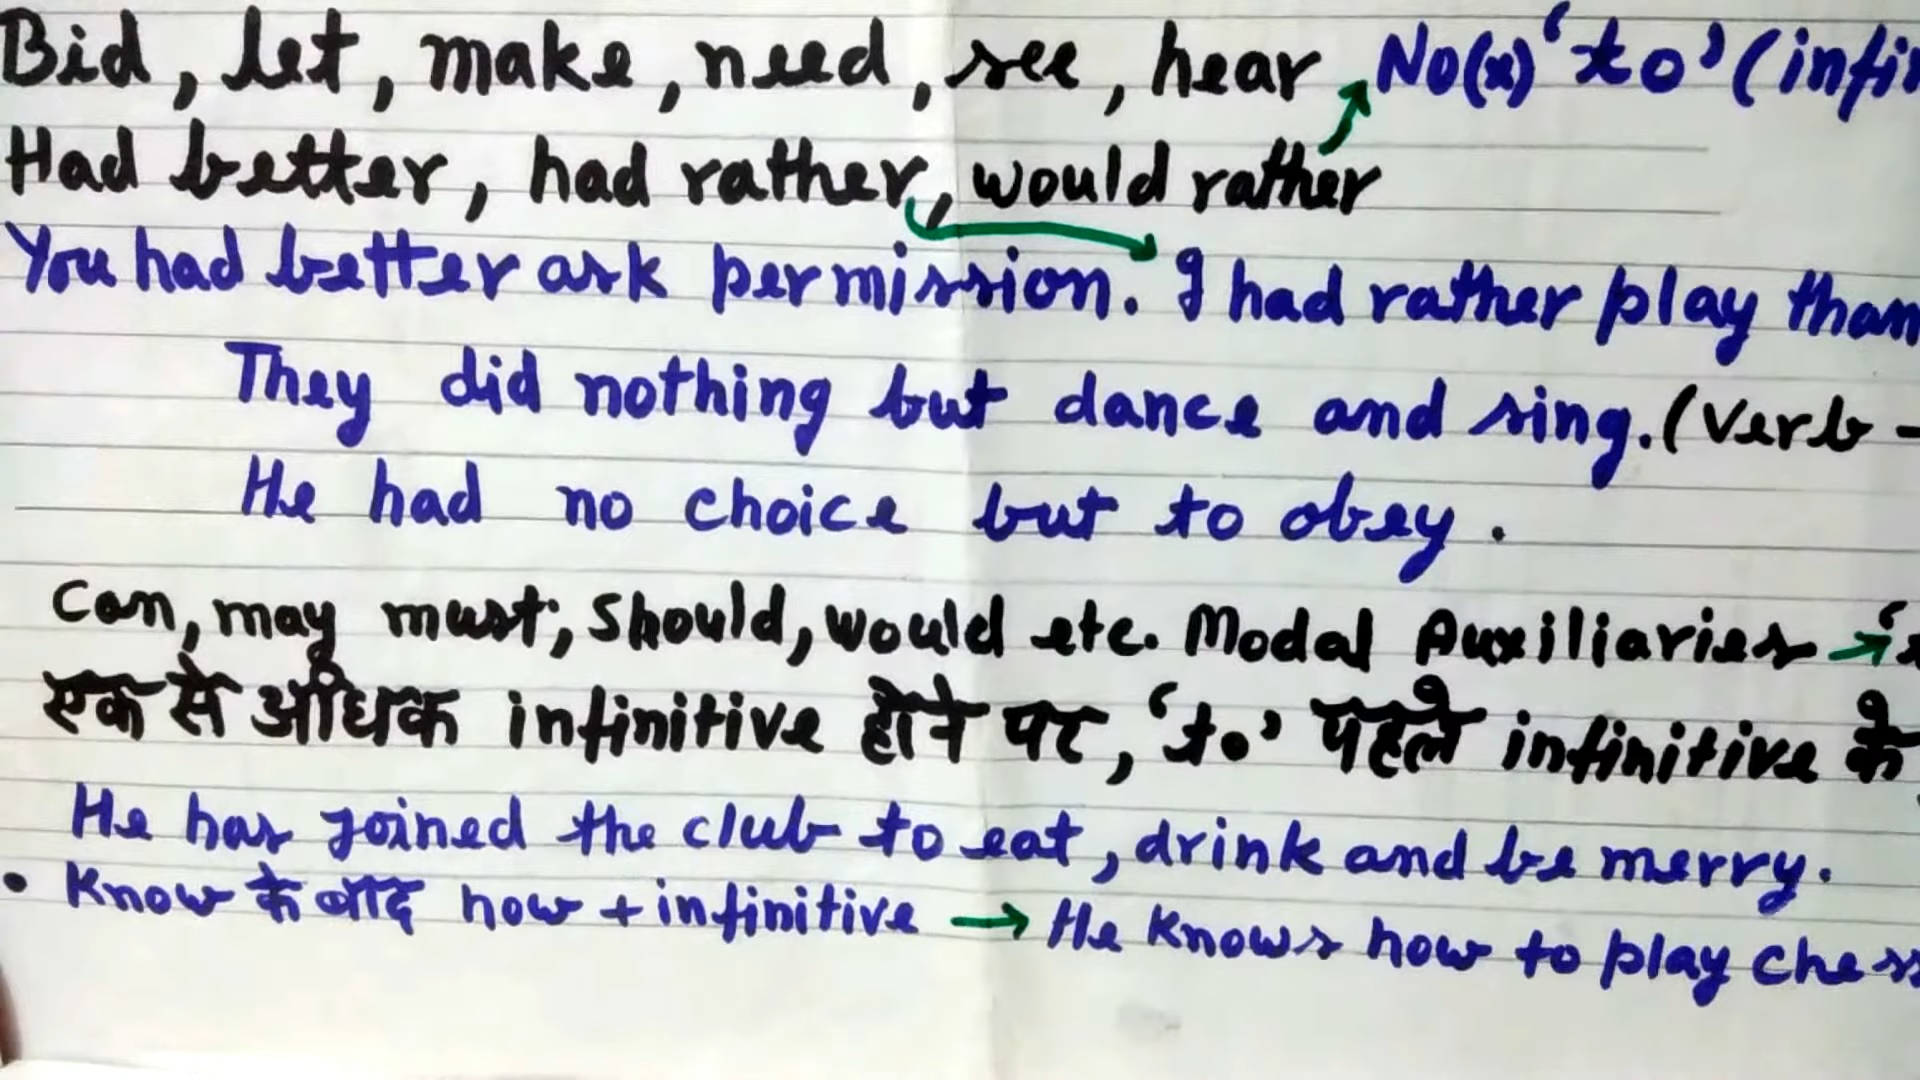 Bid, let, make, need, see, hear No(x) 'to' (infi
Had better, had rather, would rather
You had better ask permission. I had rather play than
They did nothing but dance and sing. (Verb -
He had no choice but to obey.
Can, may must, Should, would etc. Modal Auxiliaries →
एक से अधिक infinitive होने पर, 'to' पहले infinitive के
He has joined the club to eat, drink and be merry.
• Know के बाद how + infinitive → He knows how to play chess